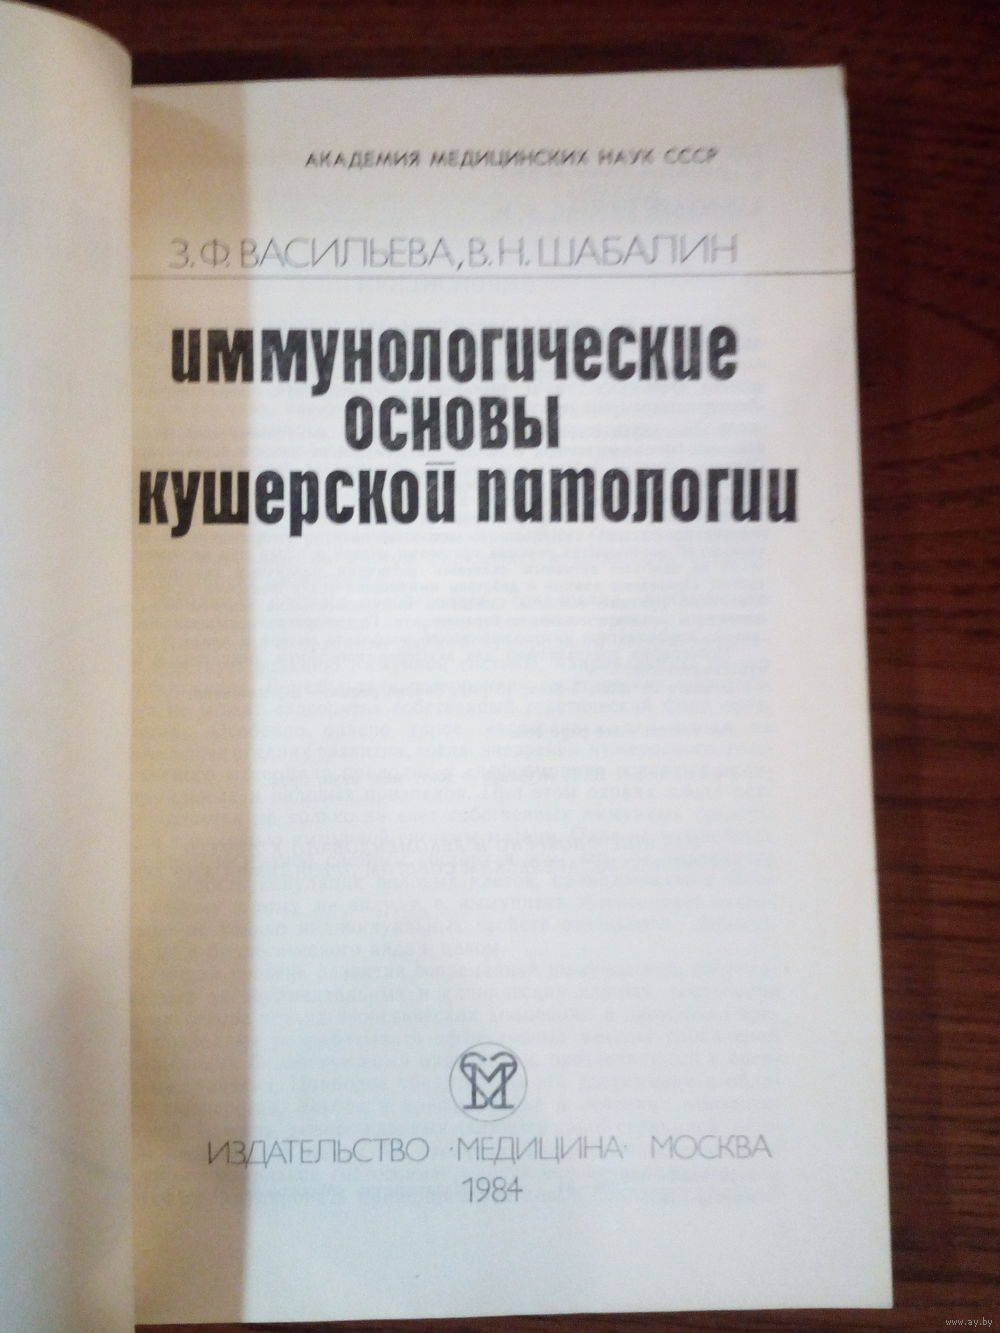 АКАДЕМИЯ МЕДИЦИНСКИХ НАУК СССР
З.Ф. ВАСИЛЬЕВА, В.Н. ШАБАЛИН
иммунологические
основы
кушерской патологии
ИЗДАТЕЛЬСТВО ·МЕДИЦИНА· МОСКВА
1984
www.ay.by